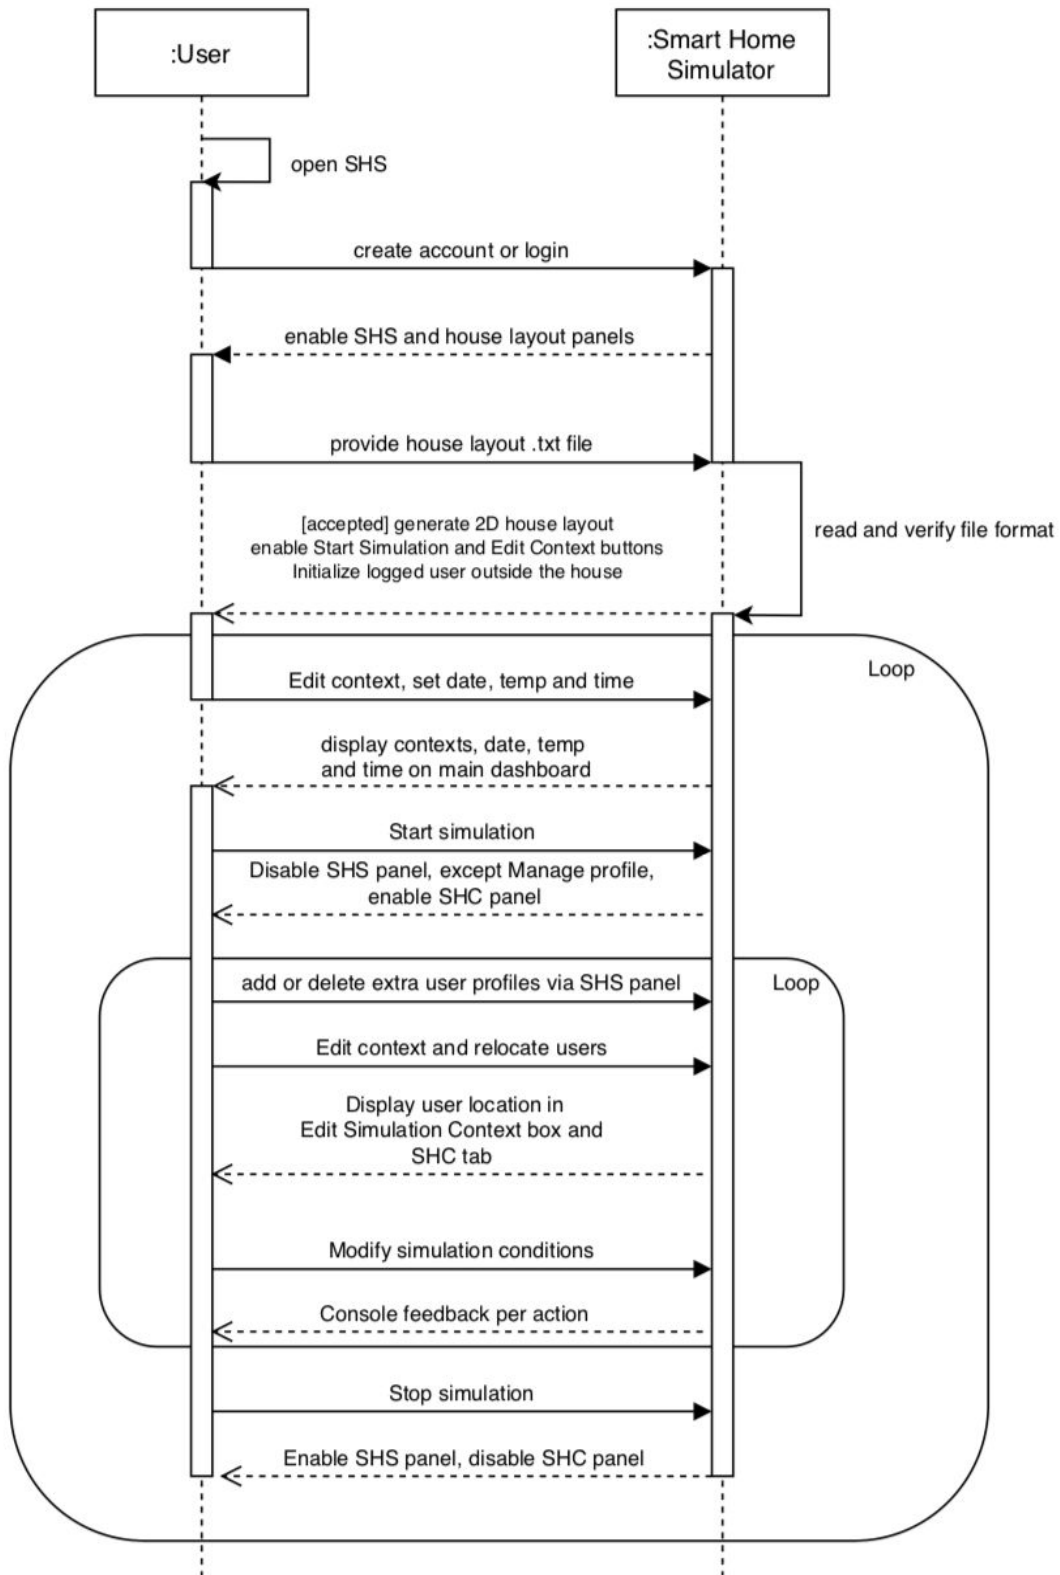 :User
:Smart Home
Simulator
open SHS
create account or login
enable SHS and house layout panels
provide house layout .txt file
[accepted] generate 2D house layout
enable Start Simulation and Edit Context buttons
Initialize logged user outside the house
read and verify file format
Loop
Edit context, set date, temp and time
display contexts, date, temp
and time on main dashboard
Start simulation
Disable SHS panel, except Manage profile,
enable SHC panel
add or delete extra user profiles via SHS panel
Loop
Edit context and relocate users
Display user location in
Edit Simulation Context box and
SHC tab
Modify simulation conditions
Console feedback per action
Stop simulation
Enable SHS panel, disable SHC panel